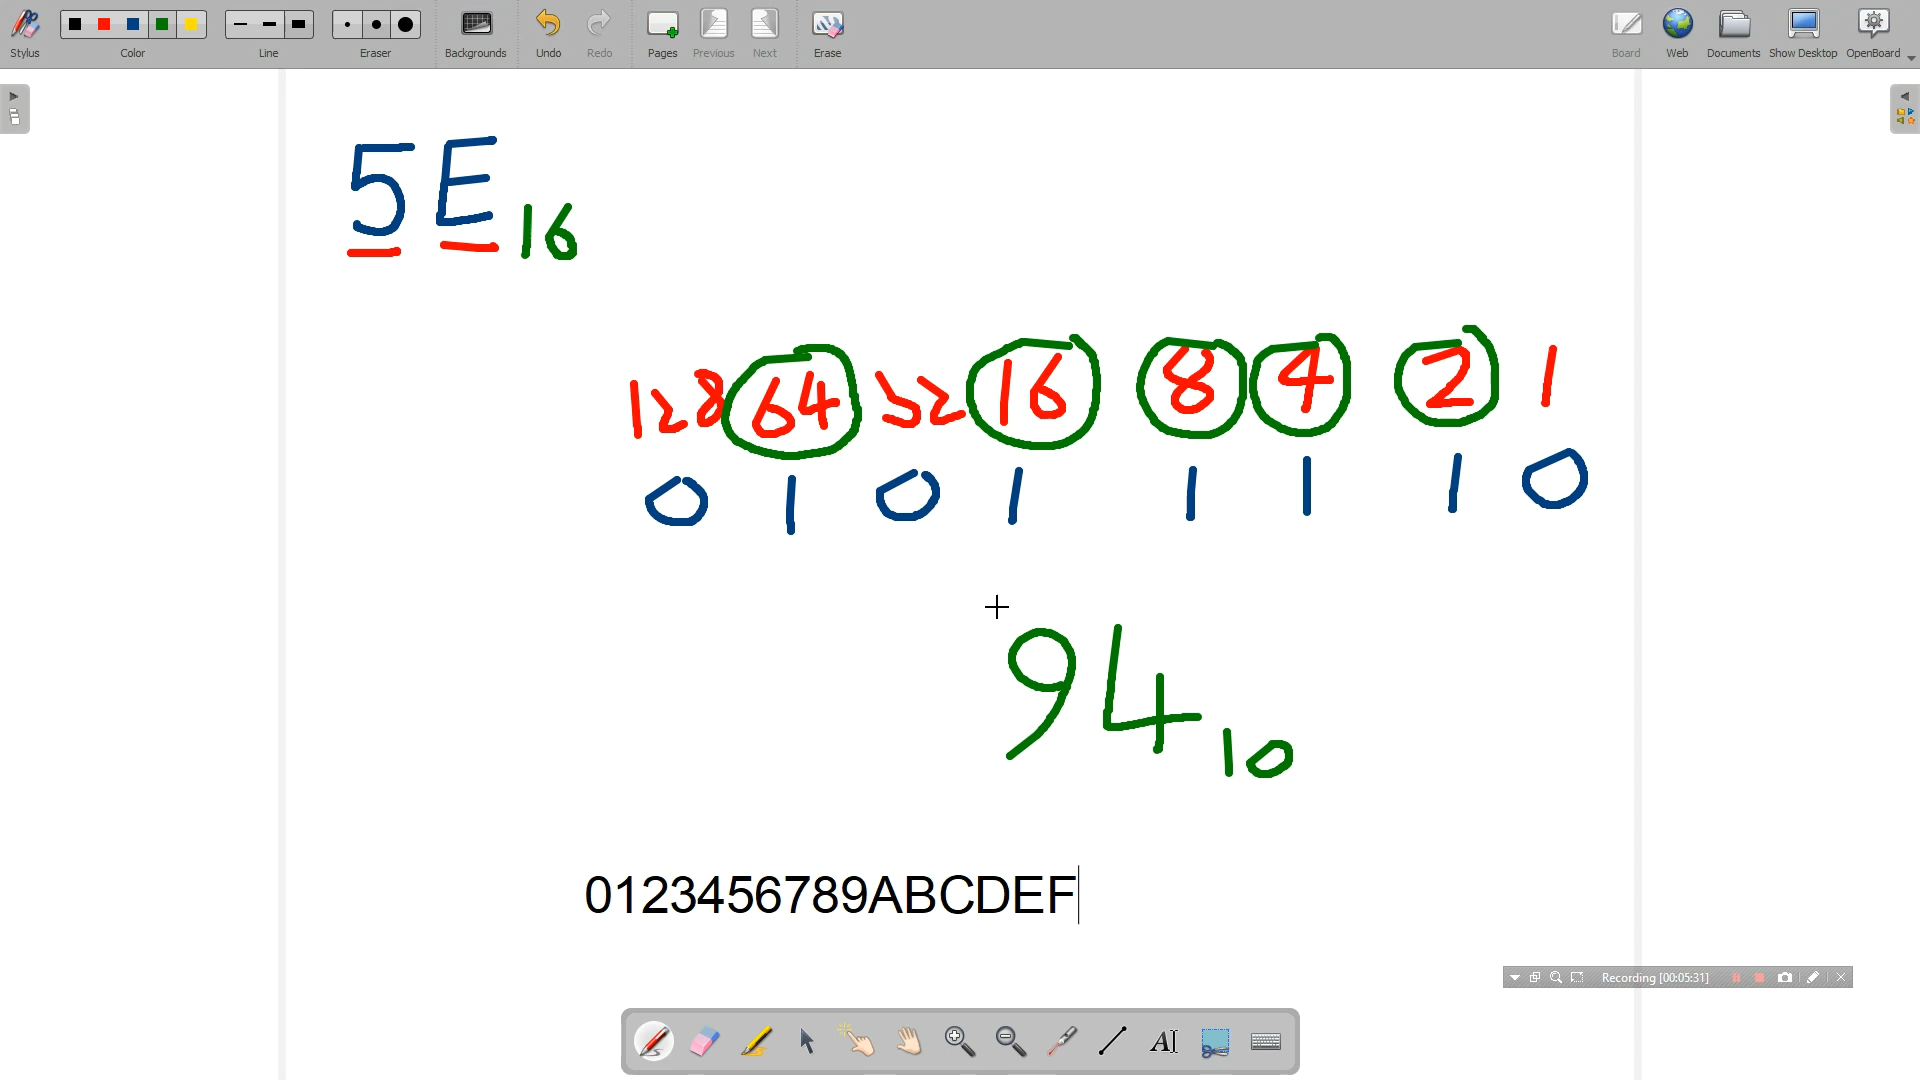 Stylus Color Line Eraser Backgrounds Undo Redo Pages Previous Next Erase Board Web Documents Show Desktop OpenBoard
5E16
128 64 32 16 8 4 2 1
0 1 0 1 1 1 1 0
9410
0123456789ABCDEF
Recording [00:05:31]
AI